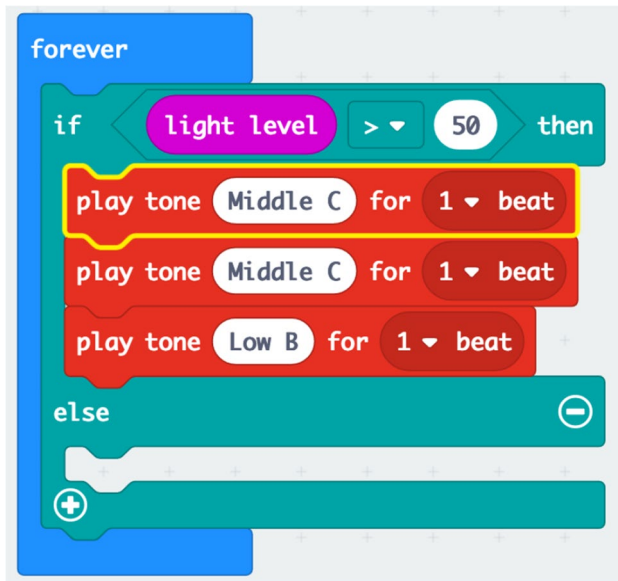 forever
if light level > 50 then
play tone Middle C for 1 beat
play tone Middle C for 1 beat
play tone Low B for 1 beat
else